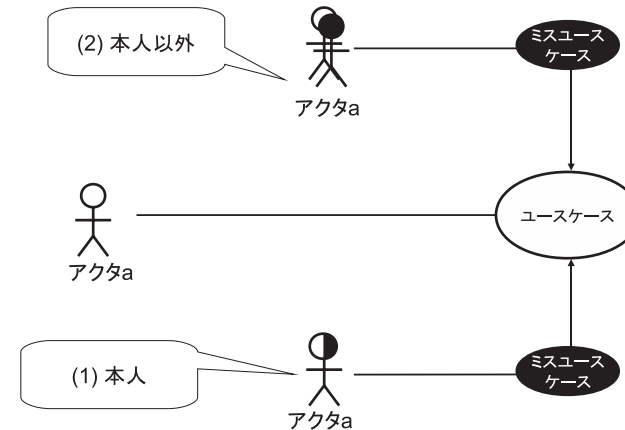 (2) 本人以外
アクタa
ミスユース
ケース
アクタa
ユースケース
(1) 本人
アクタa
ミスユース
ケース